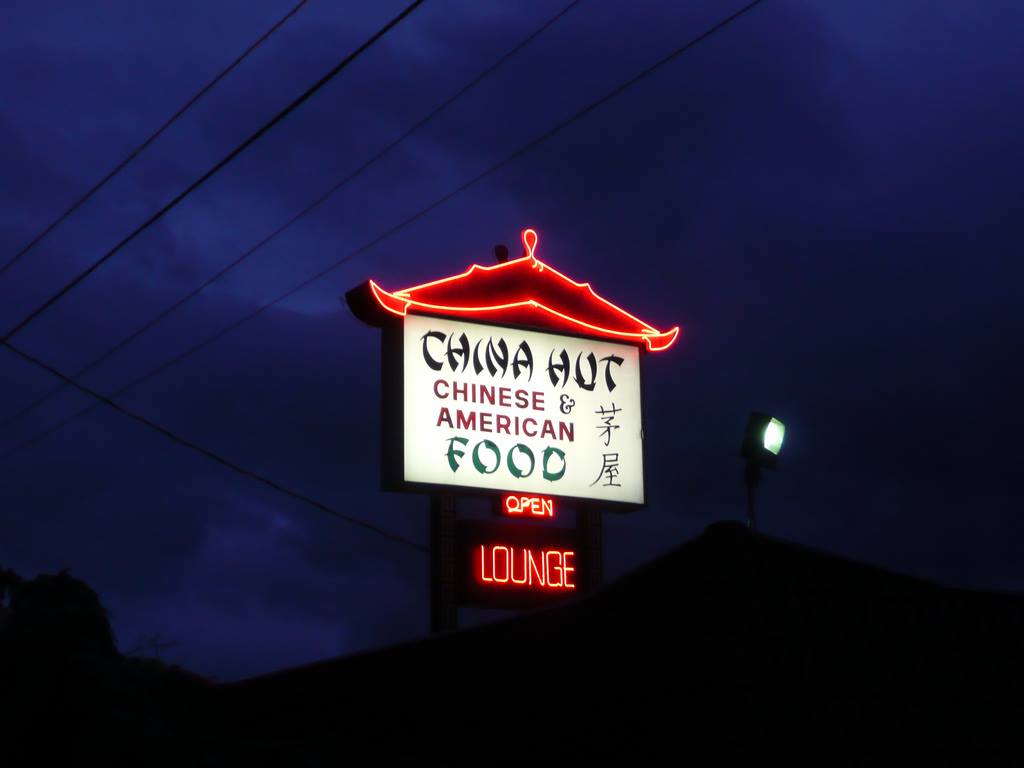 CHINA HUT
CHINESE &
AMERICAN
FOOD
茅屋
OPEN
LOUNGE